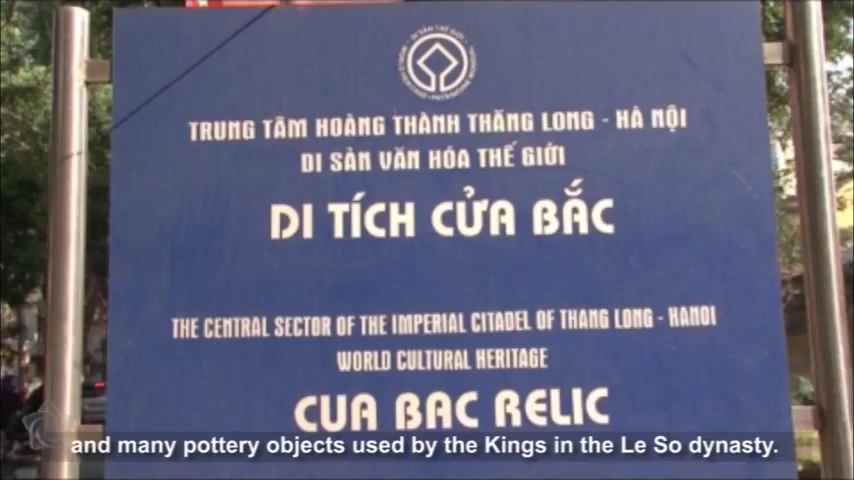 TRUNG TÂM HOÀNG THÀNH THĂNG LONG - HÀ NỘI
DI SẢN VĂN HÓA THẾ GIỚI
DI TÍCH CỬA BẮC
THE CENTRAL SECTOR OF THE IMPERIAL CITADEL OF THANG LONG - HANOI
WORLD CULTURAL HERITAGE
CUA BAC RELIC
and many pottery objects used by the Kings in the Le So dynasty.